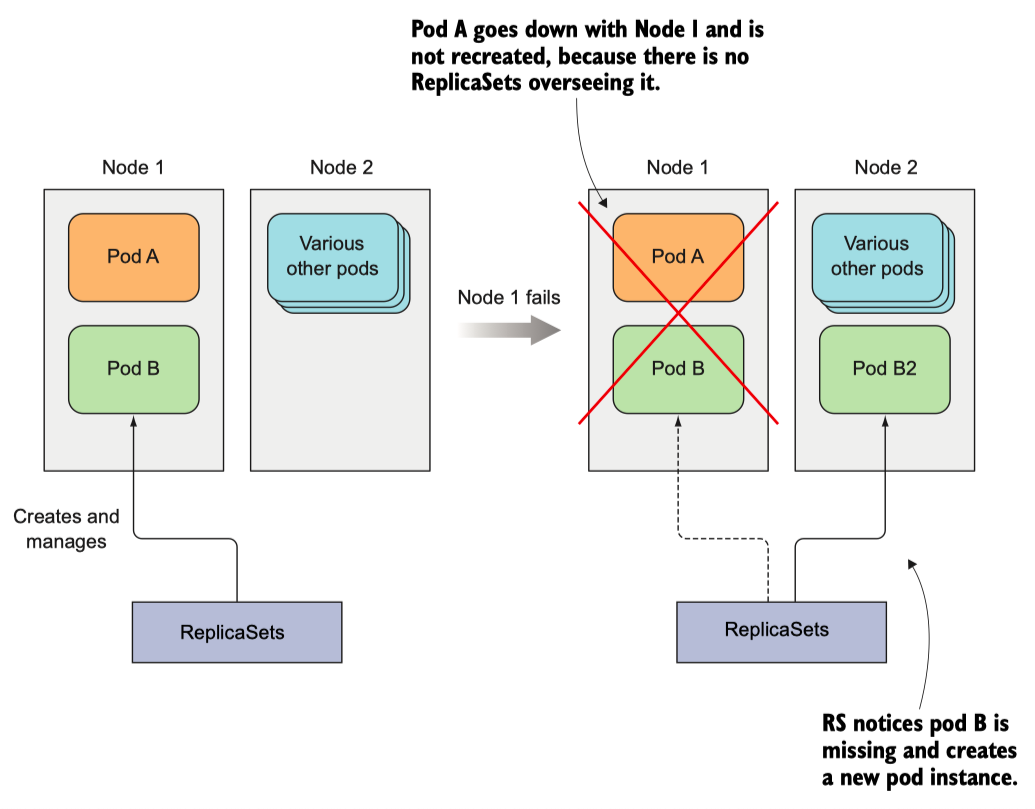 Pod A goes down with Node 1 and is
not recreated, because there is no
ReplicaSets overseeing it.
Node 1
Node 2
Pod A
Various
other pods
Pod B
Creates and
manages
ReplicaSets
Node 1 fails
Node 1
Node 2
Pod A
Various
other pods
Pod B
Pod B2
ReplicaSets
RS notices pod B is
missing and creates
a new pod instance.